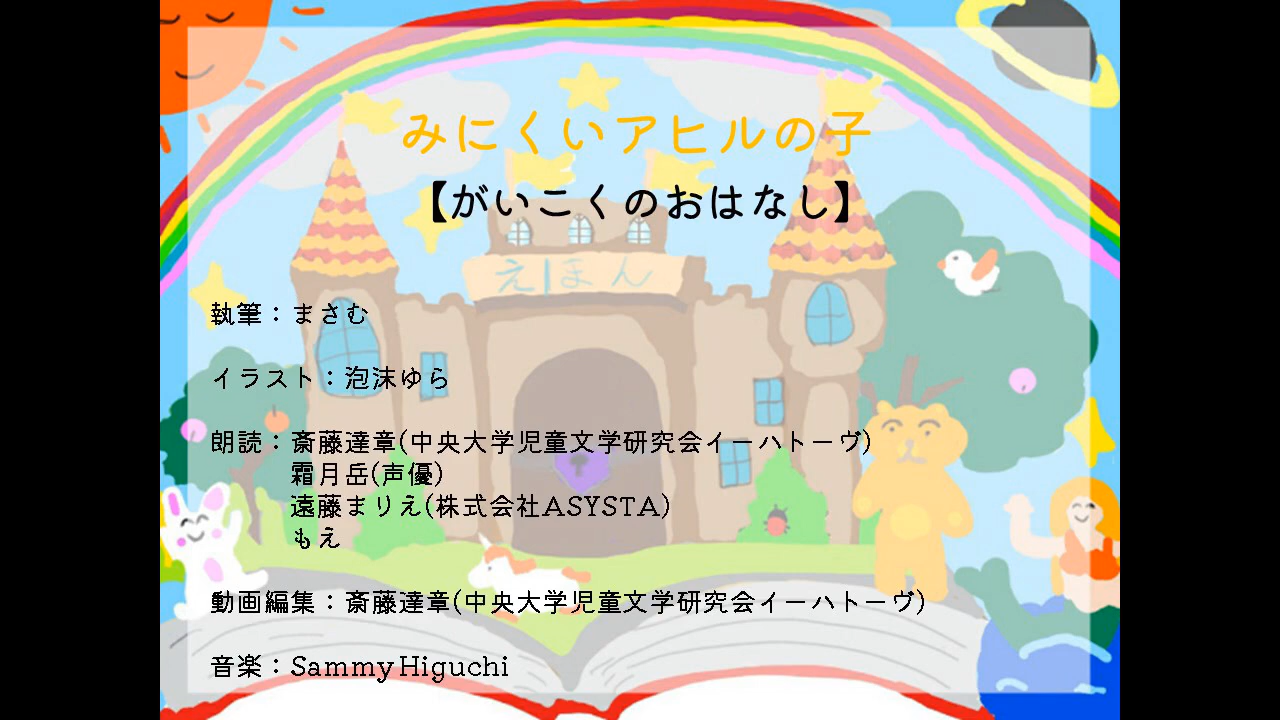 みにくいアヒルの子
【がいこくのおはなし】
えほん
執筆：まさむ
イラスト：泡沫ゆら
朗読：斎藤達章(中央大学児童文学研究会イーハトーヴ)
霜月岳(声優)
遠藤まりえ(株式会社ASYSTA)
もえ
動画編集：斎藤達章(中央大学児童文学研究会イーハトーヴ)
音楽：Sammy Higuchi